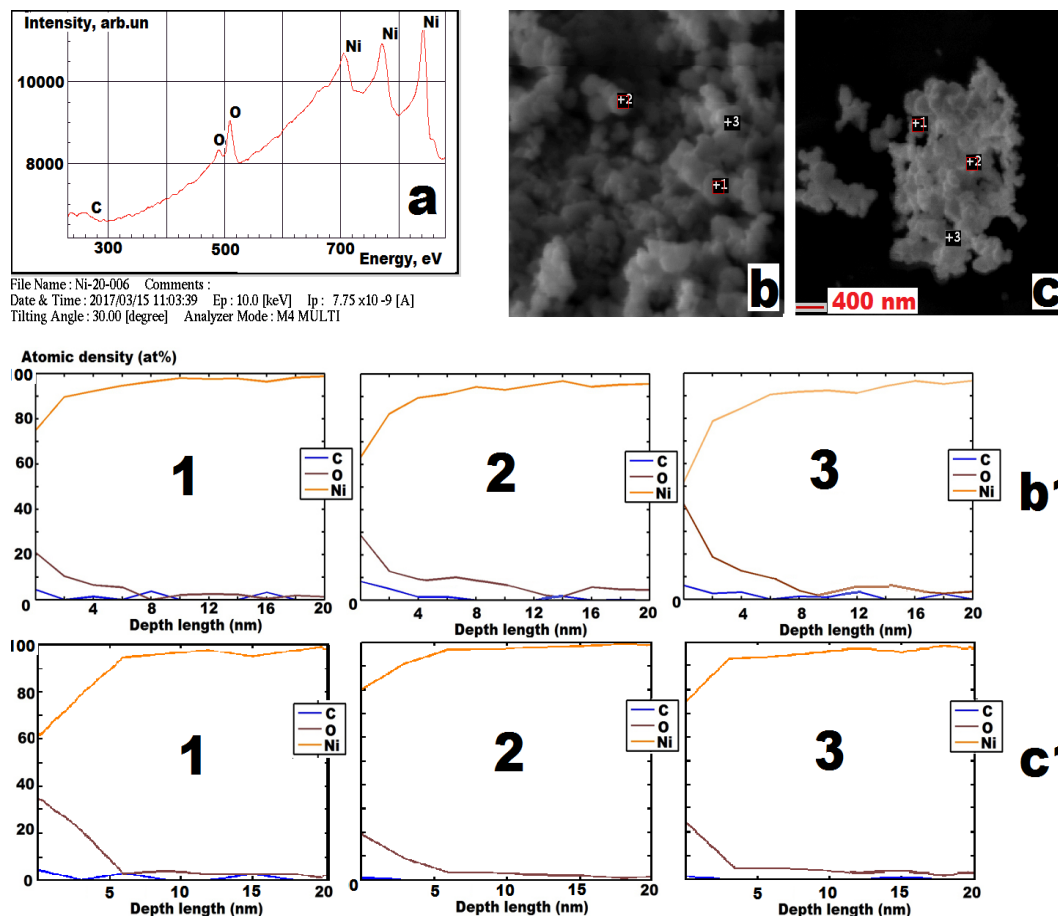 Intensity, arb.un
Ni
Ni
Ni
10000
O
O
8000
C
a
300
500
700
Energy, eV
File Name : Ni-20-006 Comments :
Date & Time : 2017/03/15 11:03:39 Ep : 10.0 [keV] Ip : 7.75 x10 -9 [A]
Tilting Angle : 30.00 [degree] Analyzer Mode : M4 MULTI
+2
+3
+1
b
+1
+2
+3
400 nm
c
Atomic density (at%)
00
80
60
40
20
0
4
8
12
16
20
Depth length (nm)
1
C
O
Ni
4
8
12
16
20
Depth length (nm)
2
C
O
Ni
0
4
8
12
16
20
Depth length (nm)
3
C
O
Ni
b1
100
80
60
40
20
0
5
10
15
20
Depth length (nm)
1
C
O
Ni
0
5
10
15
20
Depth length (nm)
2
C
O
Ni
5
10
15
20
Depth length (nm)
3
C
O
Ni
c1